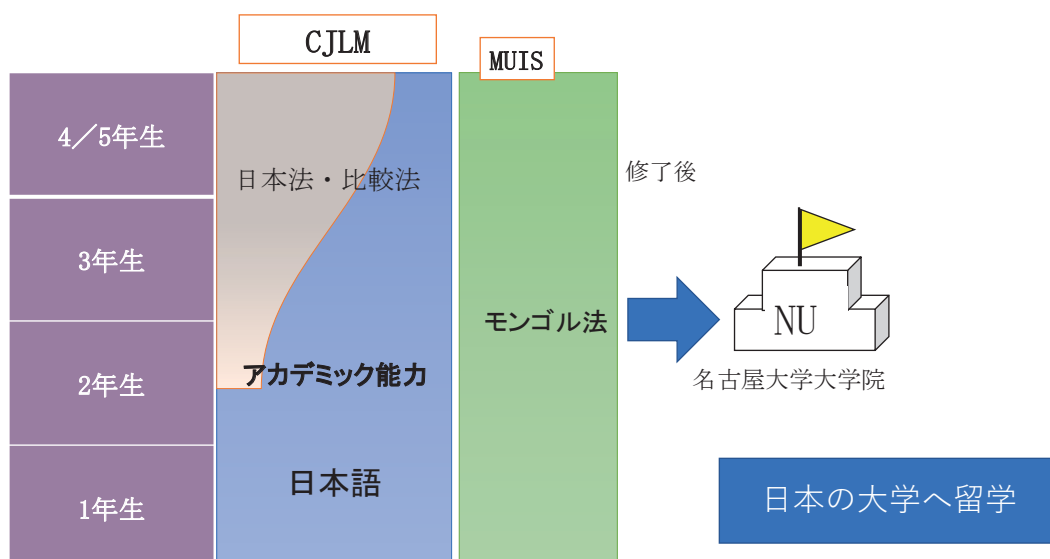 CJLM
MUIS
4／5年生
日本法・比較法
修了後
3年生
モンゴル法
NU
アカデミック能力
2年生
名古屋大学大学院
日本語
1年生
日本の大学へ留学